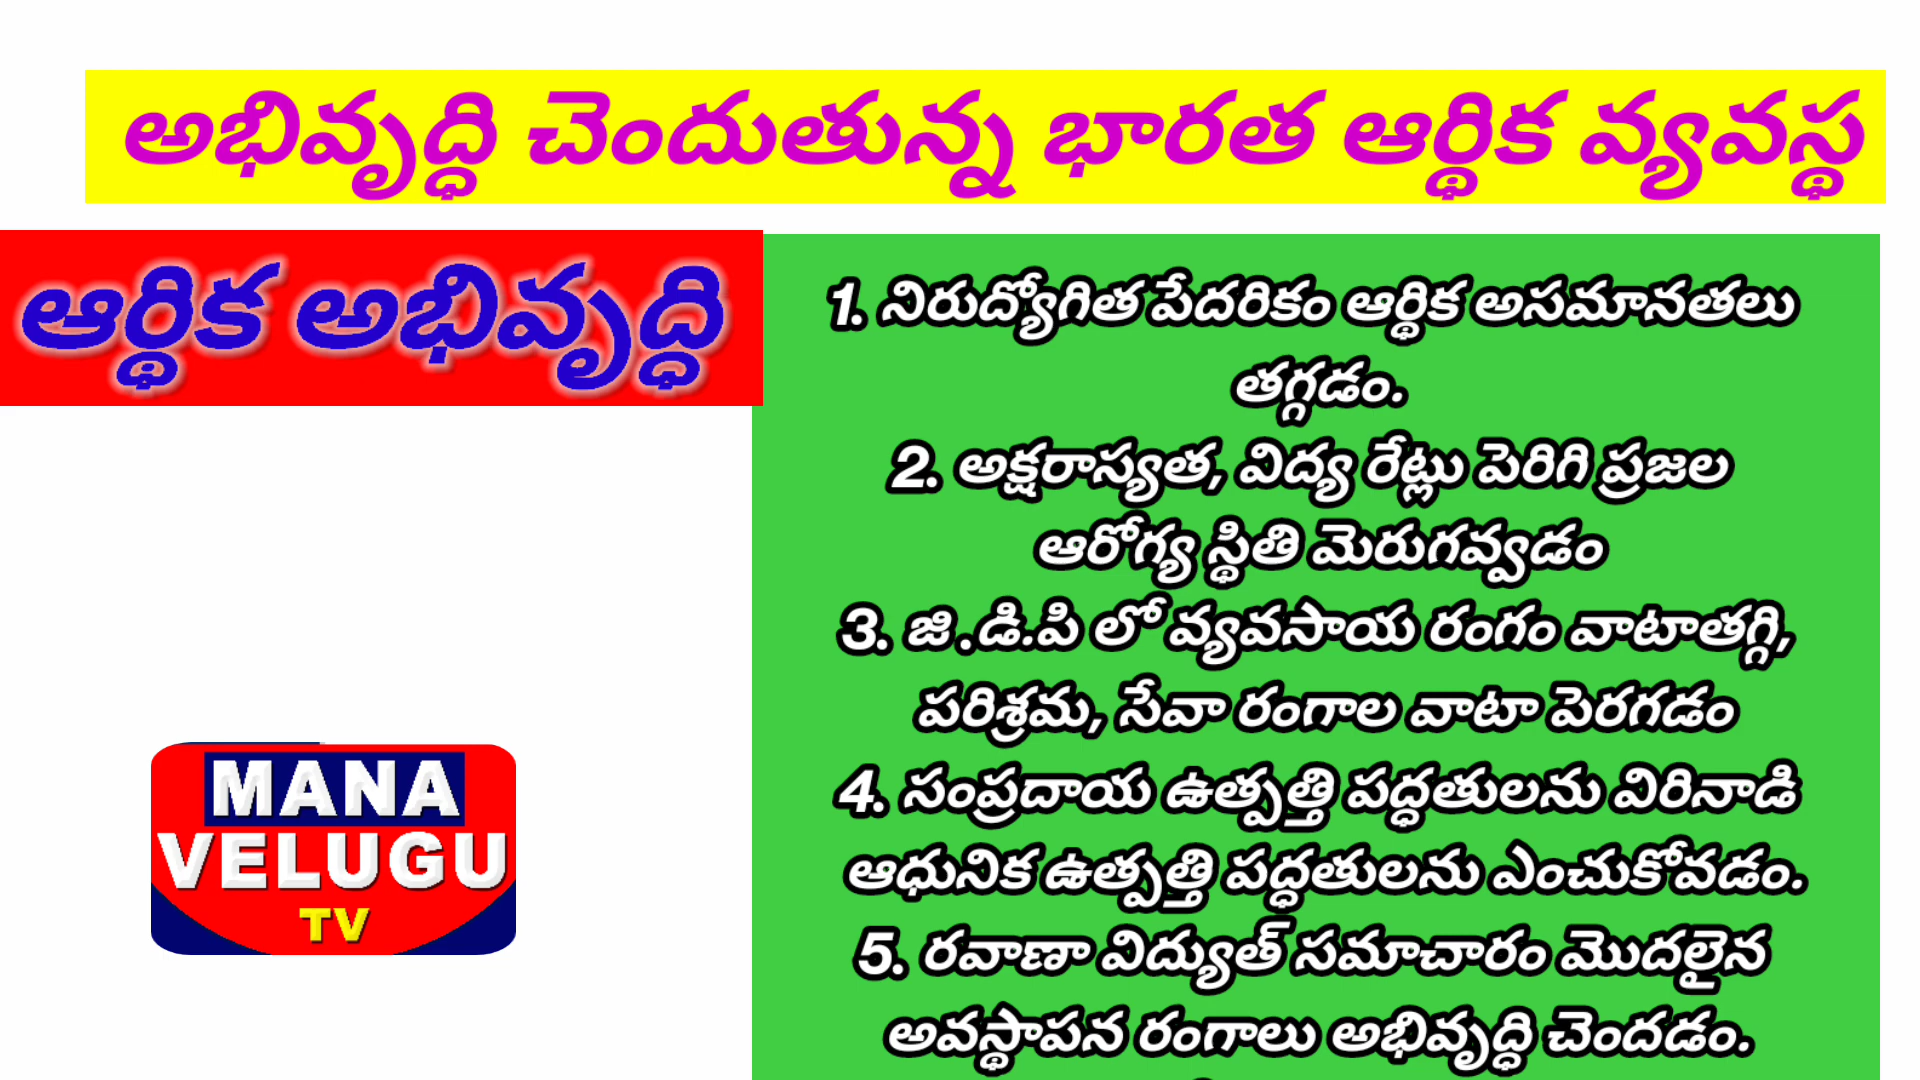 అభివృద్ధి చెందుతున్న భారత ఆర్థిక వ్యవస్థ
ఆర్థిక అభివృద్ధి
1. నిరుద్యోగిత పేదరికం ఆర్థిక అసమానతలు
తగ్గడం.
2. అక్షరాస్యత, విద్య రేట్లు పెరిగి ప్రజల
ఆరోగ్య స్థితి మెరుగవ్వడం
3. జి.డి.పి లో వ్యవసాయ రంగం వాటాతగ్గి,
పరిశ్రమ, సేవా రంగాల వాటా పెరగడం
4. సంప్రదాయ ఉత్పత్తి పద్ధతులను విరినాడి
ఆధునిక ఉత్పత్తి పద్ధతులను ఎంచుకోవడం.
5. రవాణా విద్యుత్ సమాచారం మొదలైన
అవస్థాపన రంగాలు అభివృద్ధి చెందడం.
MANA
VELUGU
TV